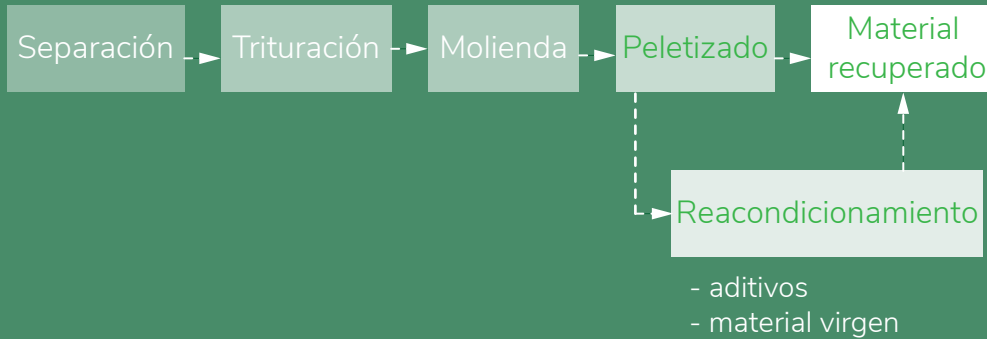 Separación
Trituración
Molienda
Peletizado
Material
recuperado
Reacondicionamiento
- aditivos
- material virgen